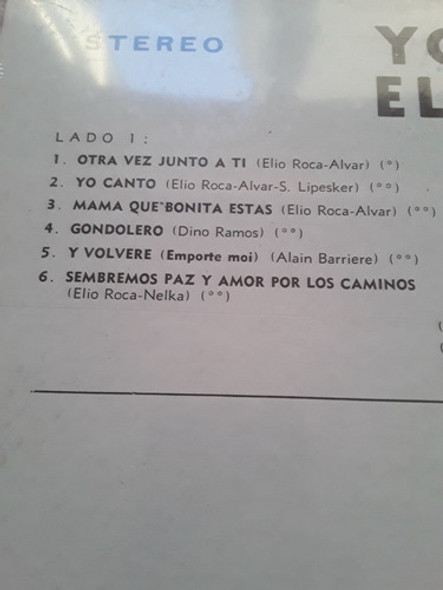 STEREO
YO
EL
LADO 1:
1. OTRA VEZ JUNTO A TI (Elio Roca-Alvar) (°)
2. YO CANTO (Elio Roca-Alvar-S. Lipesker) (°°)
3. MAMA QUE BONITA ESTAS (Elio Roca-Alvar) (°°)
4. GONDOLERO (Dino Ramos) (°°)
5. Y VOLVERE (Emporte moi) (Alain Barriere) (°°)
6. SEMBREMOS PAZ Y AMOR POR LOS CAMINOS
(Elio Roca-Nelka) (°°)